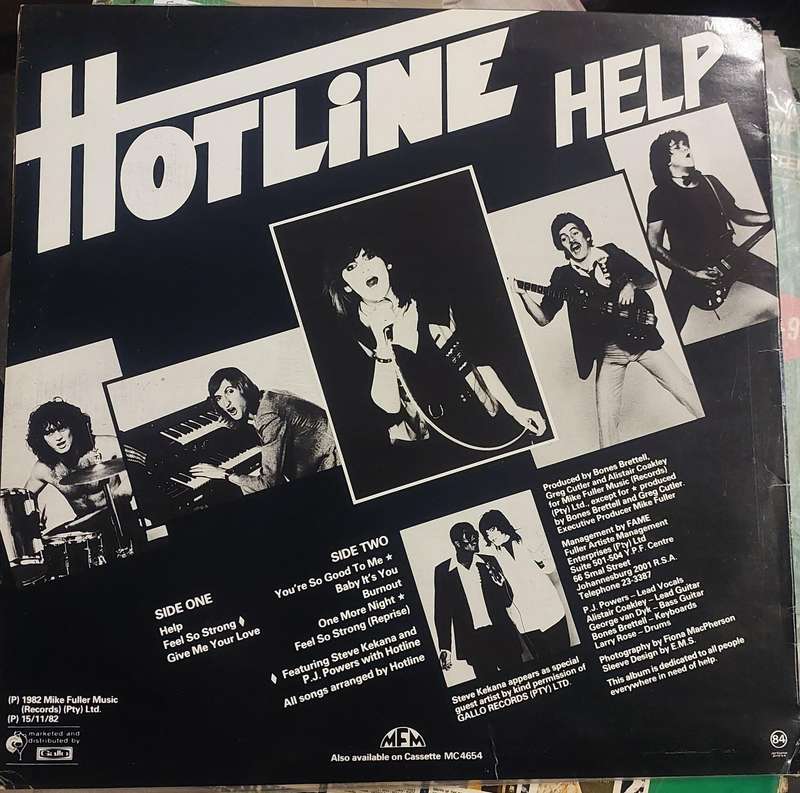 HOTLiNE
HELP
SIDE ONE
Help
Feel So Strong ♦
Give Me Your Love
SIDE TWO
You're So Good To Me ★
Baby It's You
Burnout
One More Night ★
Feel So Strong (Reprise)
♦ Featuring Steve Kekana and
P.J. Powers with Hotline
All songs arranged by Hotline
Steve Kekana appears as special
guest artist by kind permission of
GALLO RECORDS (PTY) LTD.
Produced by Bones Brettell,
Greg Cutler and Alistair Coakley
for Mike Fuller Music (Records)
(Pty) Ltd., except for ★ produced
by Bones Brettell and Greg Cutler.
Executive Producer Mike Fuller
Management by FAME
Fuller Artiste Management
Enterprises (Pty) Ltd
Suite 501-504 Y.P.F. Centre
66 Smal Street
Johannesburg 2001 R.S.A.
Telephone 23-3387
P.J. Powers – Lead Vocals
Alistair Coakley – Guitar
George van Dyk – Bass Guitar
Bones Brettell – Keyboards
Larry Rose – Drums
Photography by Fiona MacPherson
Sleeve Design by E.M.S.
This album is dedicated to all people
everywhere in need of help.
(P) 1982 Mike Fuller Music
(Records) (Pty) Ltd.
(P) 15/11/82
marketed and
distributed by
Gallo
MFM
Also available on Cassette MC4654
84